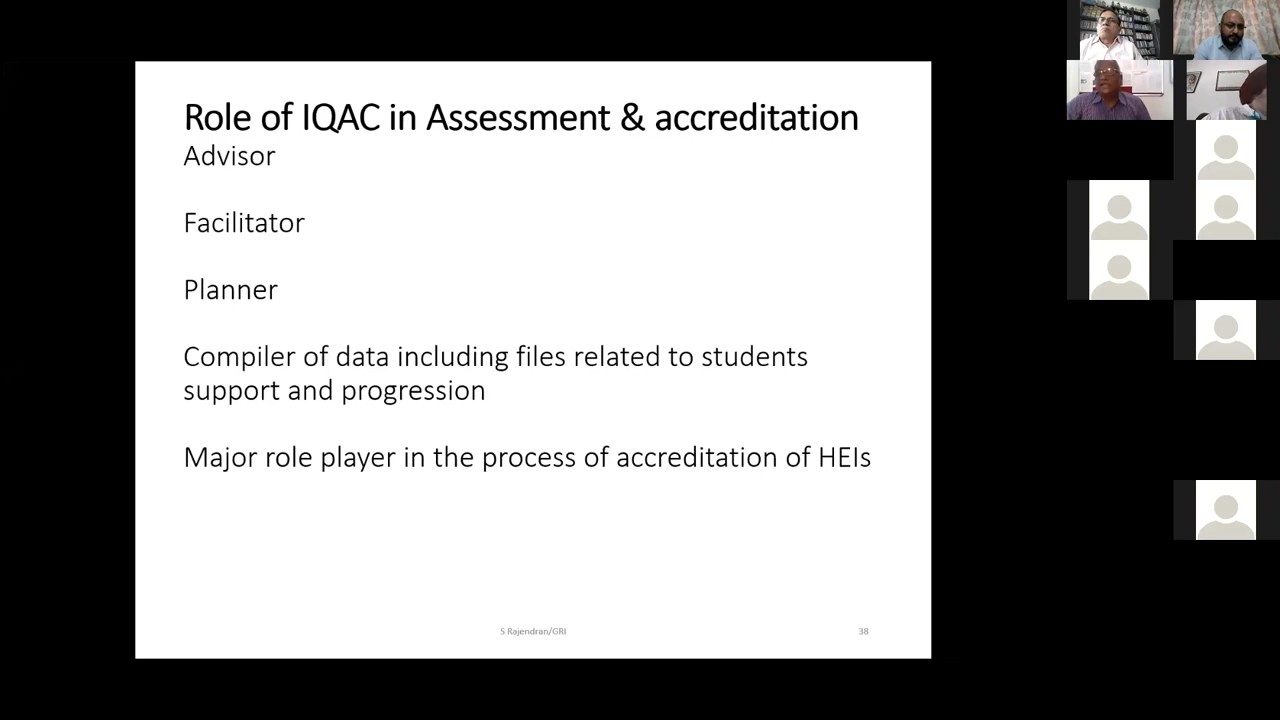 Role of IQAC in Assessment & accreditation
Advisor
Facilitator
Planner
Compiler of data including files related to students
support and progression
Major role player in the process of accreditation of HEIs
S Rajendran/GRI
38